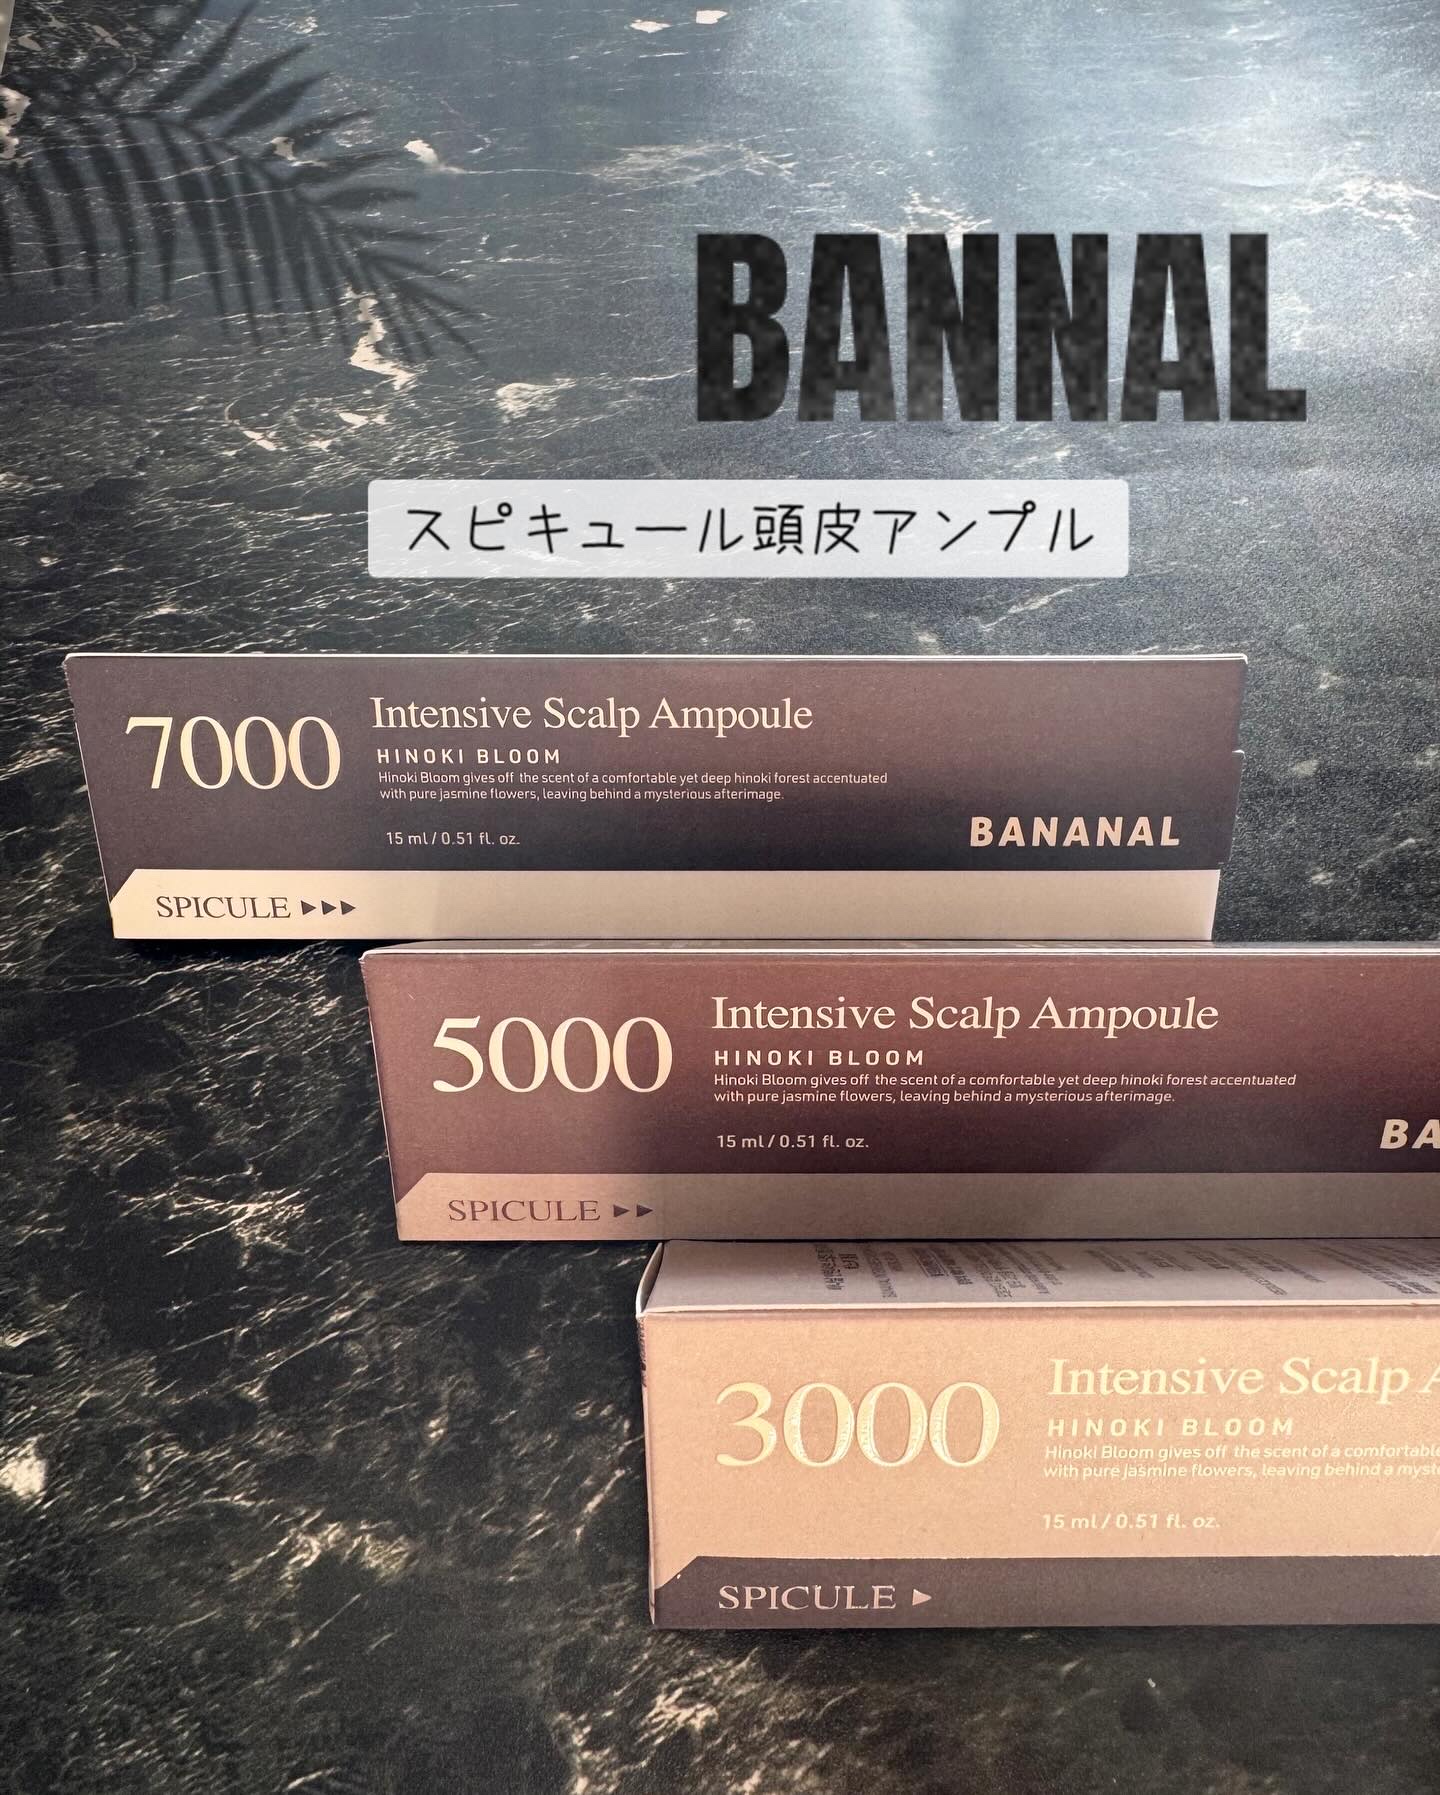 BANNAL
スピキュール頭皮アンプル
7000
Intensive Scalp Ampoule
HINOKI BLOOM
Hinoki Bloom gives off the scent of a comfortable yet deep hinoki forest accentuated
with pure jasmine flowers, leaving behind a mysterious afterimage.
15 ml / 0.51 fl. oz.
BANANAL
SPICULE ▶▶▶
5000
Intensive Scalp Ampoule
HINOKI BLOOM
Hinoki Bloom gives off the scent of a comfortable yet deep hinoki forest accentuated
with pure jasmine flowers, leaving behind a mysterious afterimage.
15 ml / 0.51 fl. oz.
BA
SPICULE ▶▶
3000
Intensive Scalp
HINOKI BLOOM
Hinoki Bloom gives off the scent of a comfortable
with pure jasmine flowers, leaving behind a myst
15 ml / 0.51 fl. oz.
SPICULE ▶